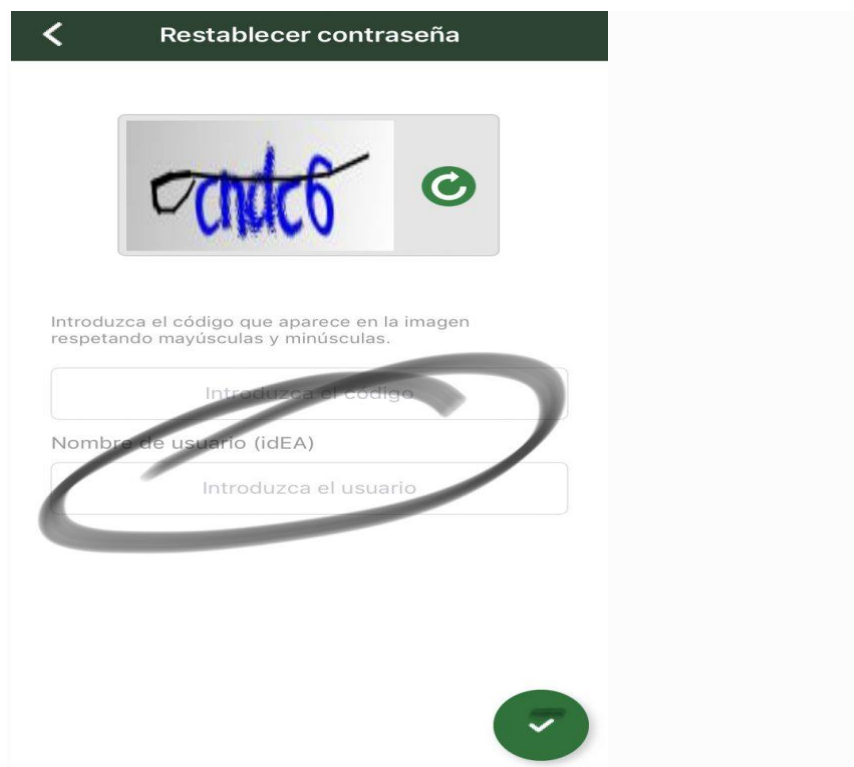 Restablecer contraseña
cndc6
Introduzca el código que aparece en la imagen
respetando mayúsculas y minúsculas.
Introduzca el código
Nombre de usuario (idEA)
Introduzca el usuario